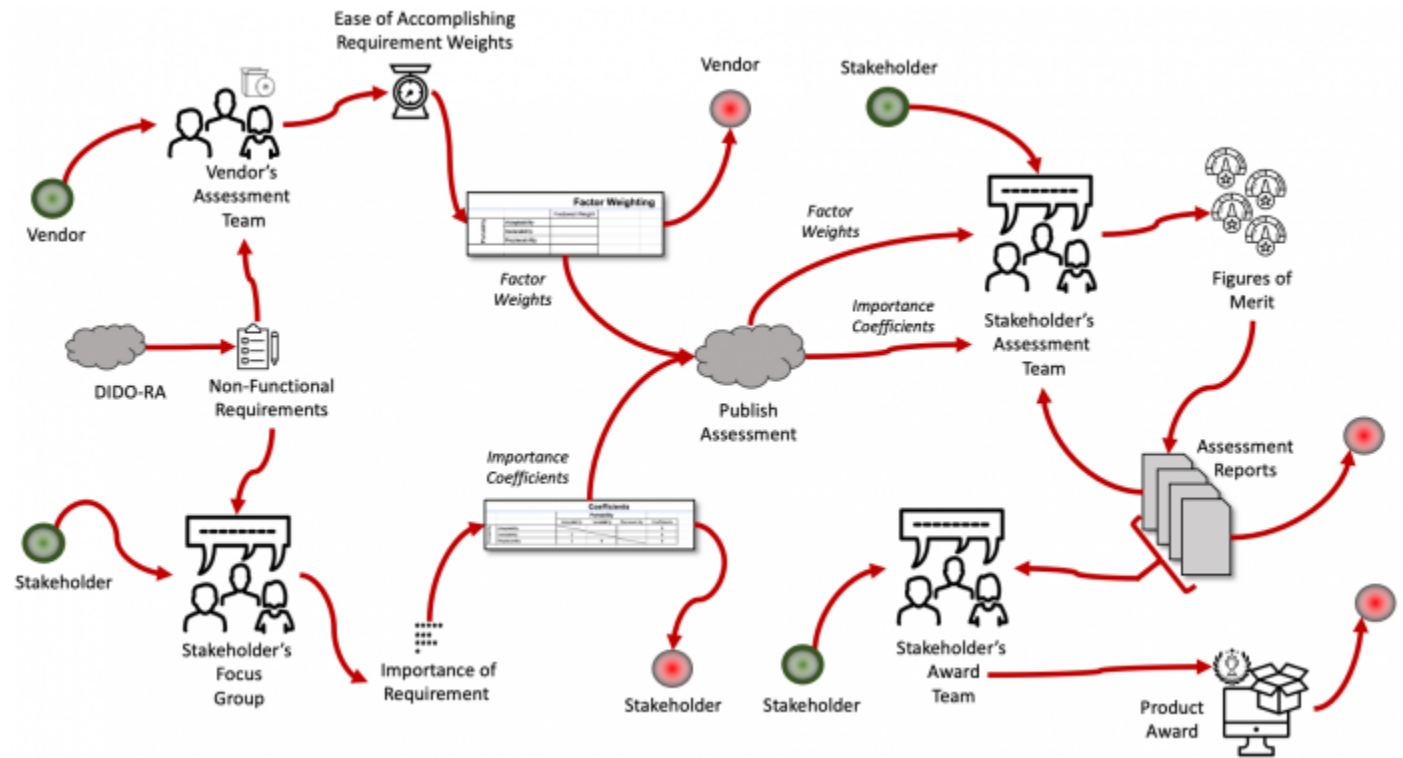 Ease of Accomplishing
Requirement Weights
Vendor
Stakeholder
Vendor's
Assessment
Team
Vendor
Factor Weighting
Factor
Weights
Factor
Weights
Figures of
Merit
Importance
Coefficients
Stakeholder's
Assessment
Team
DIDO-RA
Non-Functional
Requirements
Publish
Assessment
Importance
Coefficients
Assessment
Reports
Coefficients
Portability
Stakeholder
Stakeholder's
Focus
Group
Importance of
Requirement
Stakeholder
Stakeholder
Stakeholder's
Award
Team
Product
Award